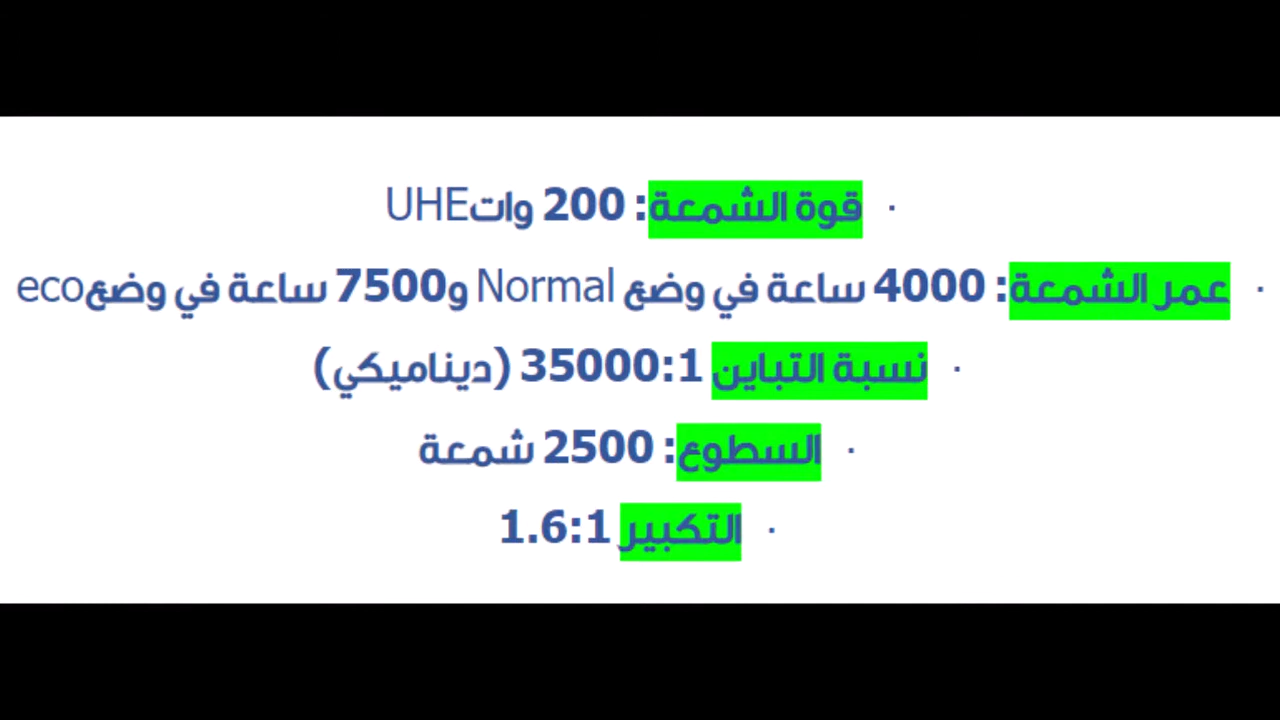 · قوة الشمعة: 200 واتUHE
· عمر الشمعة: 4000 ساعة في وضع Normal و7500 ساعة في وضعeco
· نسبة التباين 35000:1 (ديناميكي)
· السطوع: 2500 شمعة
· التكبير 1.6:1